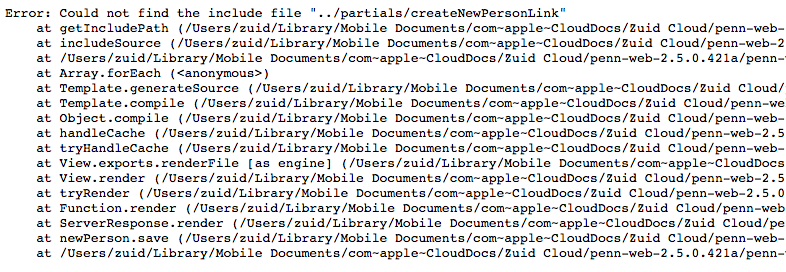 Error: Could not find the include file "../partials/createNewPersonLink"
at getIncludePath (/Users/zuid/Library/Mobile Documents/com~apple~CloudDocs/Zuid Cloud/penn-web-
at includeSource (/Users/zuid/Library/Mobile Documents/com~apple~CloudDocs/Zuid Cloud/penn-web-2
at /Users/zuid/Library/Mobile Documents/com~apple~CloudDocs/Zuid Cloud/penn-web-2.5.0.421a/penn-
at Array.forEach (<anonymous>)
at Template.generateSource (/Users/zuid/Library/Mobile Documents/com~apple~CloudDocs/Zuid Cloud/
at Template.compile (/Users/zuid/Library/Mobile Documents/com~apple~CloudDocs/Zuid Cloud/penn-we
at Object.compile (/Users/zuid/Library/Mobile Documents/com~apple~CloudDocs/Zuid Cloud/penn-web-
at handleCache (/Users/zuid/Library/Mobile Documents/com~apple~CloudDocs/Zuid Cloud/penn-web-2.5
at tryHandleCache (/Users/zuid/Library/Mobile Documents/com~apple~CloudDocs/Zuid Cloud/penn-web-
at View.exports.renderFile [as engine] (/Users/zuid/Library/Mobile Documents/com~apple~CloudDocs
at View.render (/Users/zuid/Library/Mobile Documents/com~apple~CloudDocs/Zuid Cloud/penn-web-2.5
at tryRender (/Users/zuid/Library/Mobile Documents/com~apple~CloudDocs/Zuid Cloud/penn-web-2.5.0
at Function.render (/Users/zuid/Library/Mobile Documents/com~apple~CloudDocs/Zuid Cloud/penn-web
at ServerResponse.render (/Users/zuid/Library/Mobile Documents/com~apple~CloudDocs/Zuid Cloud/pe
at newPerson.save (/Users/zuid/Library/Mobile Documents/com~apple~CloudDocs/Zuid Cloud/penn-web-
at /Users/zuid/Library/Mobile Documents/com~apple~CloudDocs/Zuid Cloud/penn-web-2.5.0.421a/penn-